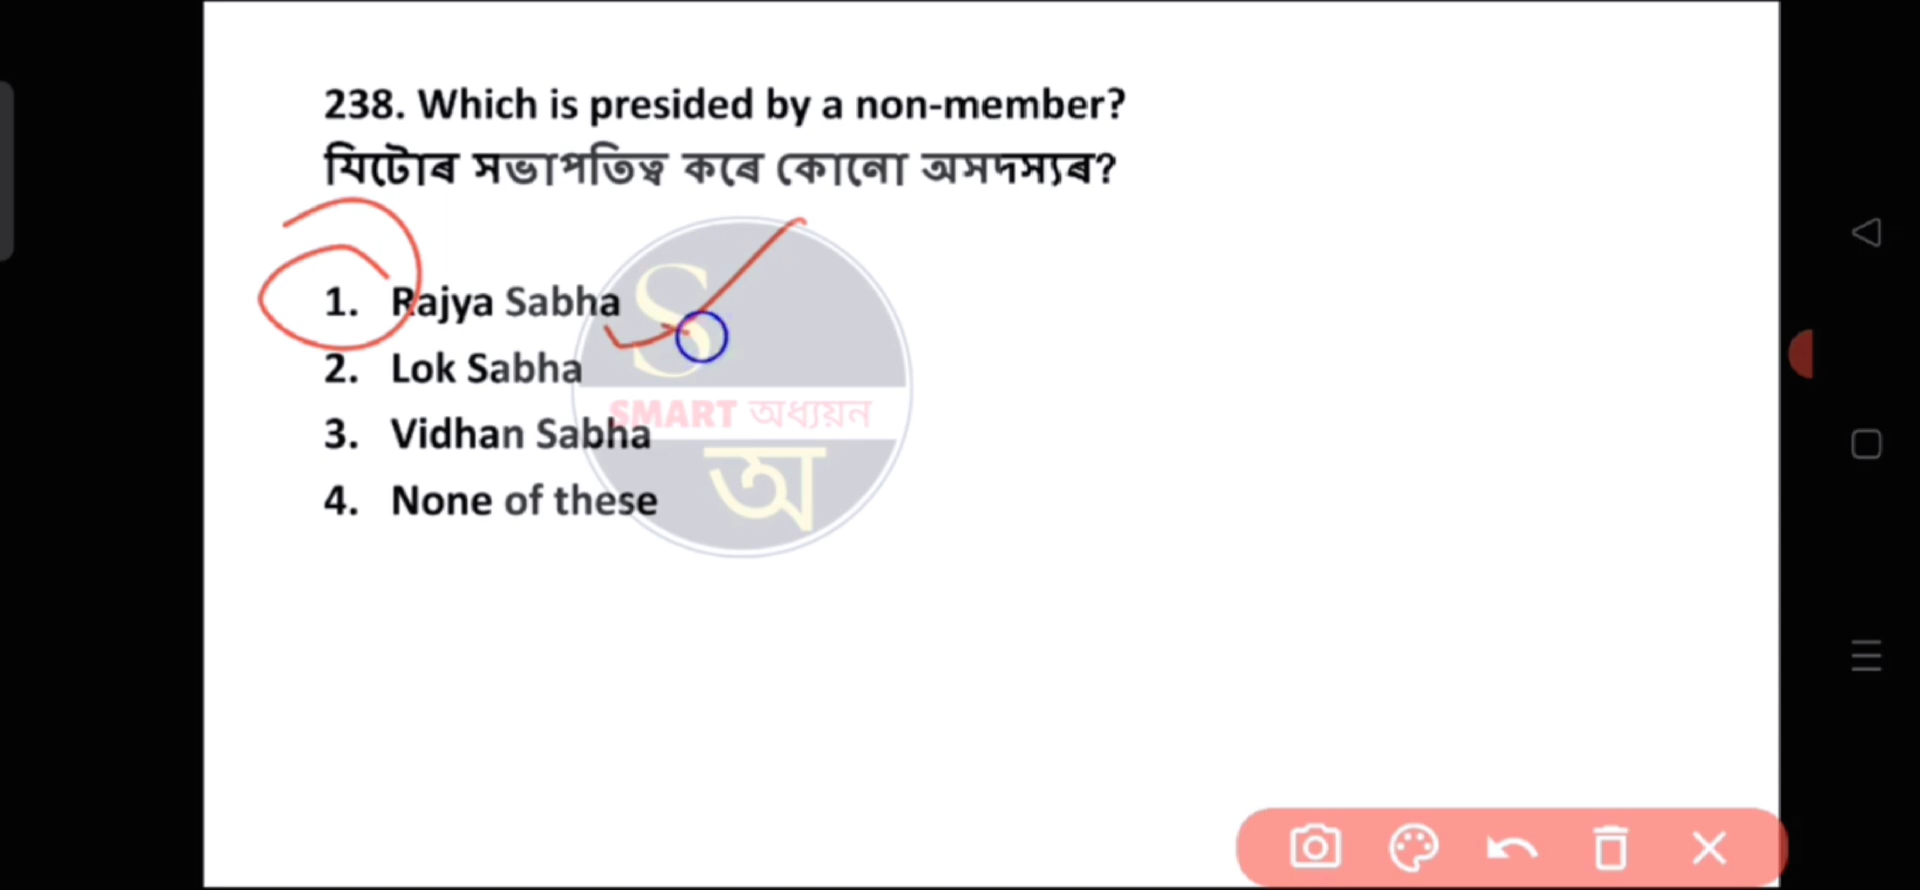 238. Which is presided by a non-member?
যিটোৰ সভাপতিত্ব কৰে কোনো অসদস্যৰ?
1. Rajya Sabha
2. Lok Sabha
3. Vidhan Sabha
4. None of these
S
SMART অধ্যয়ন
অ